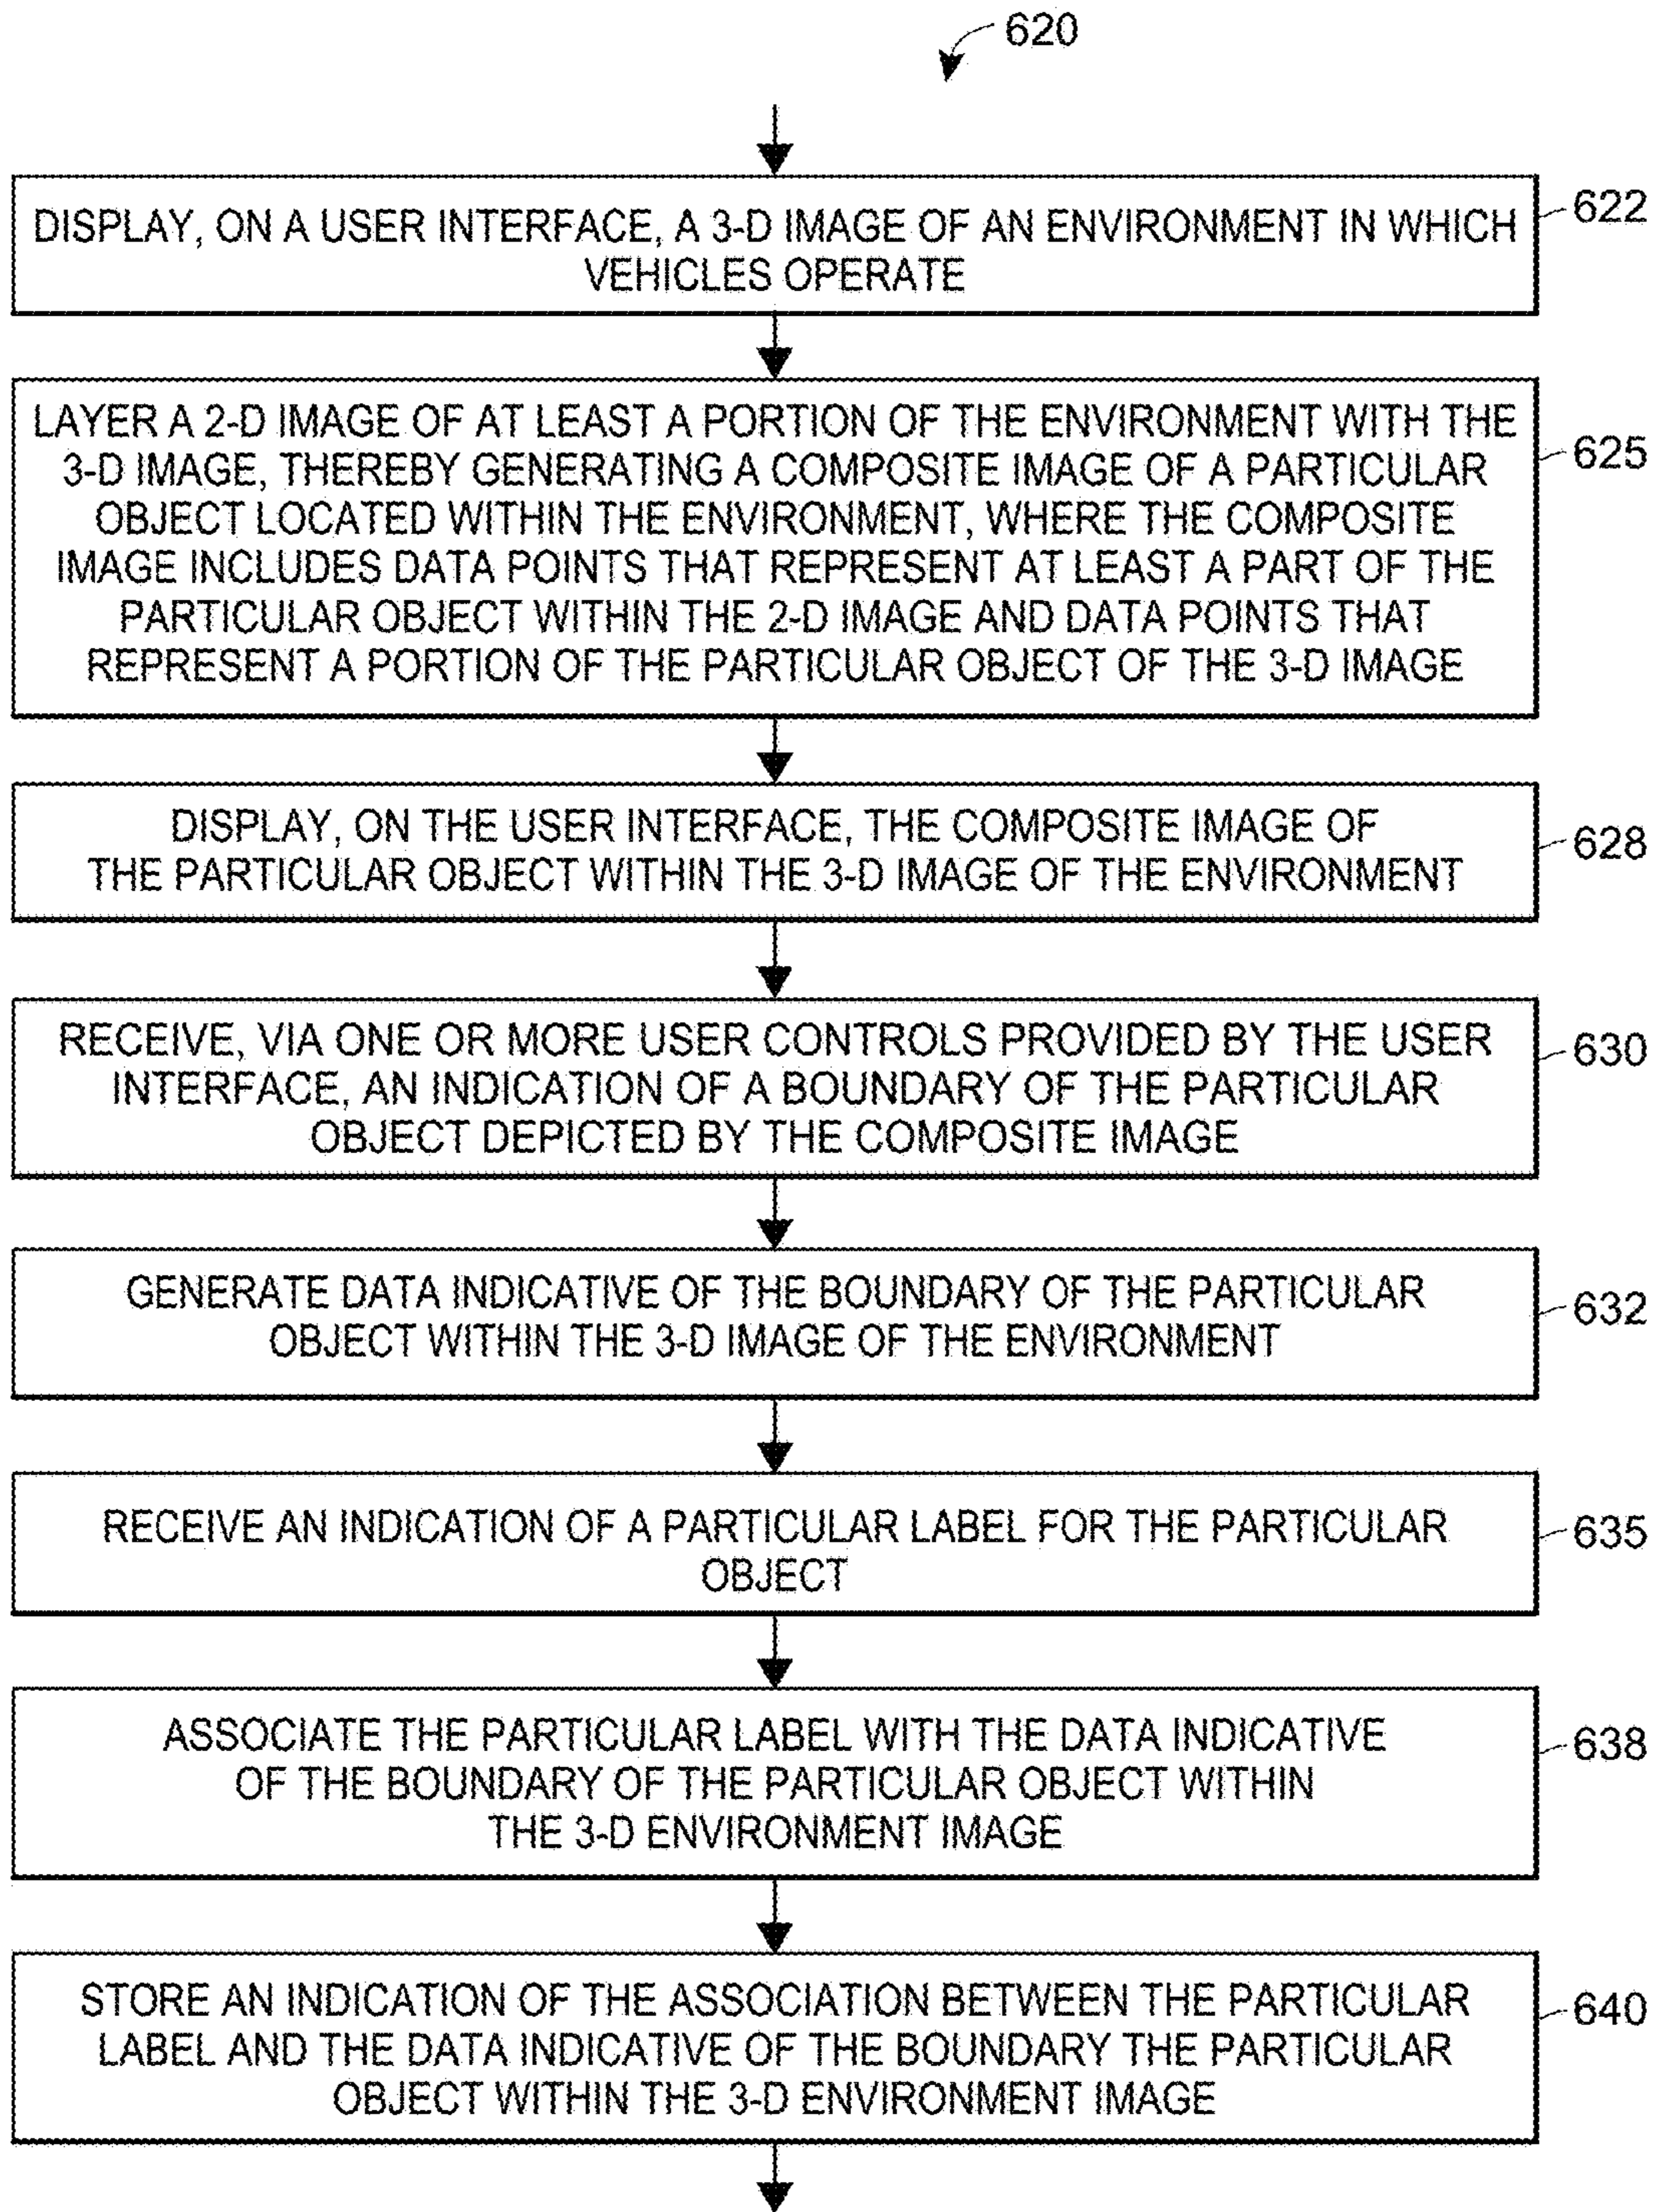 620
DISPLAY, ON A USER INTERFACE, A 3-D IMAGE OF AN ENVIRONMENT IN WHICH
VEHICLES OPERATE
622
LAYER A 2-D IMAGE OF AT LEAST A PORTION OF THE ENVIRONMENT WITH THE
3-D IMAGE, THEREBY GENERATING A COMPOSITE IMAGE OF A PARTICULAR
OBJECT LOCATED WITHIN THE ENVIRONMENT, WHERE THE COMPOSITE
IMAGE INCLUDES DATA POINTS THAT REPRESENT AT LEAST A PART OF THE
PARTICULAR OBJECT WITHIN THE 2-D IMAGE AND DATA POINTS THAT
REPRESENT A PORTION OF THE PARTICULAR OBJECT OF THE 3-D IMAGE
625
DISPLAY, ON THE USER INTERFACE, THE COMPOSITE IMAGE OF
THE PARTICULAR OBJECT WITHIN THE 3-D IMAGE OF THE ENVIRONMENT
628
RECEIVE, VIA ONE OR MORE USER CONTROLS PROVIDED BY THE USER
INTERFACE, AN INDICATION OF A BOUNDARY OF THE PARTICULAR
OBJECT DEPICTED BY THE COMPOSITE IMAGE
630
GENERATE DATA INDICATIVE OF THE BOUNDARY OF THE PARTICULAR
OBJECT WITHIN THE 3-D IMAGE OF THE ENVIRONMENT
632
RECEIVE AN INDICATION OF A PARTICULAR LABEL FOR THE PARTICULAR
OBJECT
635
ASSOCIATE THE PARTICULAR LABEL WITH THE DATA INDICATIVE
OF THE BOUNDARY OF THE PARTICULAR OBJECT WITHIN
THE 3-D ENVIRONMENT IMAGE
638
STORE AN INDICATION OF THE ASSOCIATION BETWEEN THE PARTICULAR
LABEL AND THE DATA INDICATIVE OF THE BOUNDARY THE PARTICULAR
OBJECT WITHIN THE 3-D ENVIRONMENT IMAGE
640